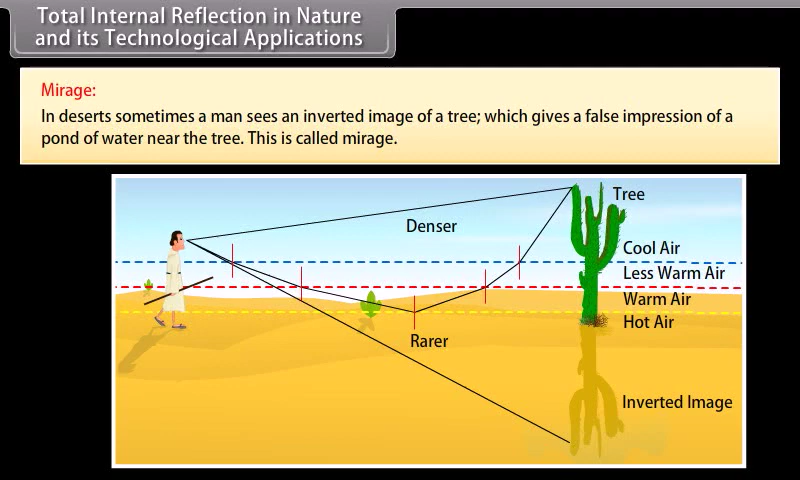 Total Internal Reflection in Nature
and its Technological Applications
Mirage:
In deserts sometimes a man sees an inverted image of a tree; which gives a false impression of a
pond of water near the tree. This is called mirage.
Tree
Denser
Cool Air
Less Warm Air
Warm Air
Hot Air
Rarer
Inverted Image